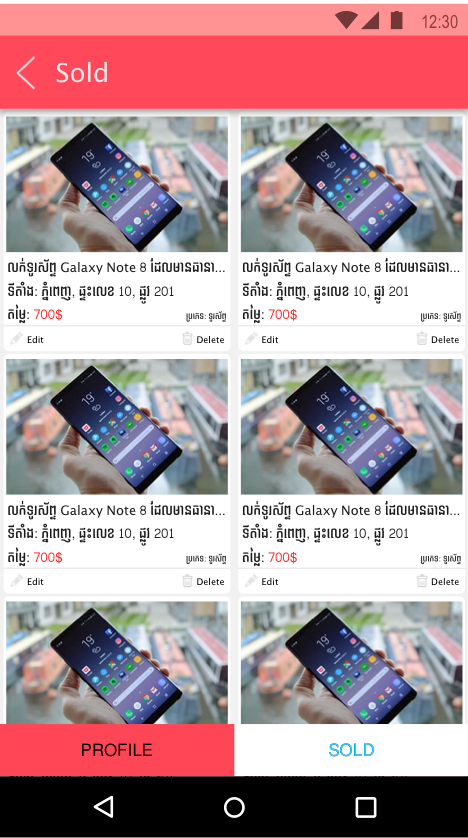 12:30
Sold
លក់ទូរស័ព្ទ Galaxy Note 8 ដែលមានធានា...
ទីតាំង: ភ្នំពេញ, ផ្ទះលេខ 10, ផ្លូវ 201
តម្លៃ: 700$ ប្រភេទ: ទូរស័ព្ទ
Edit Delete
លក់ទូរស័ព្ទ Galaxy Note 8 ដែលមានធានា...
ទីតាំង: ភ្នំពេញ, ផ្ទះលេខ 10, ផ្លូវ 201
តម្លៃ: 700$ ប្រភេទ: ទូរស័ព្ទ
Edit Delete
លក់ទូរស័ព្ទ Galaxy Note 8 ដែលមានធានា...
ទីតាំង: ភ្នំពេញ, ផ្ទះលេខ 10, ផ្លូវ 201
តម្លៃ: 700$ ប្រភេទ: ទូរស័ព្ទ
Edit Delete
លក់ទូរស័ព្ទ Galaxy Note 8 ដែលមានធានា...
ទីតាំង: ភ្នំពេញ, ផ្ទះលេខ 10, ផ្លូវ 201
តម្លៃ: 700$ ប្រភេទ: ទូរស័ព្ទ
Edit Delete
PROFILE
SOLD